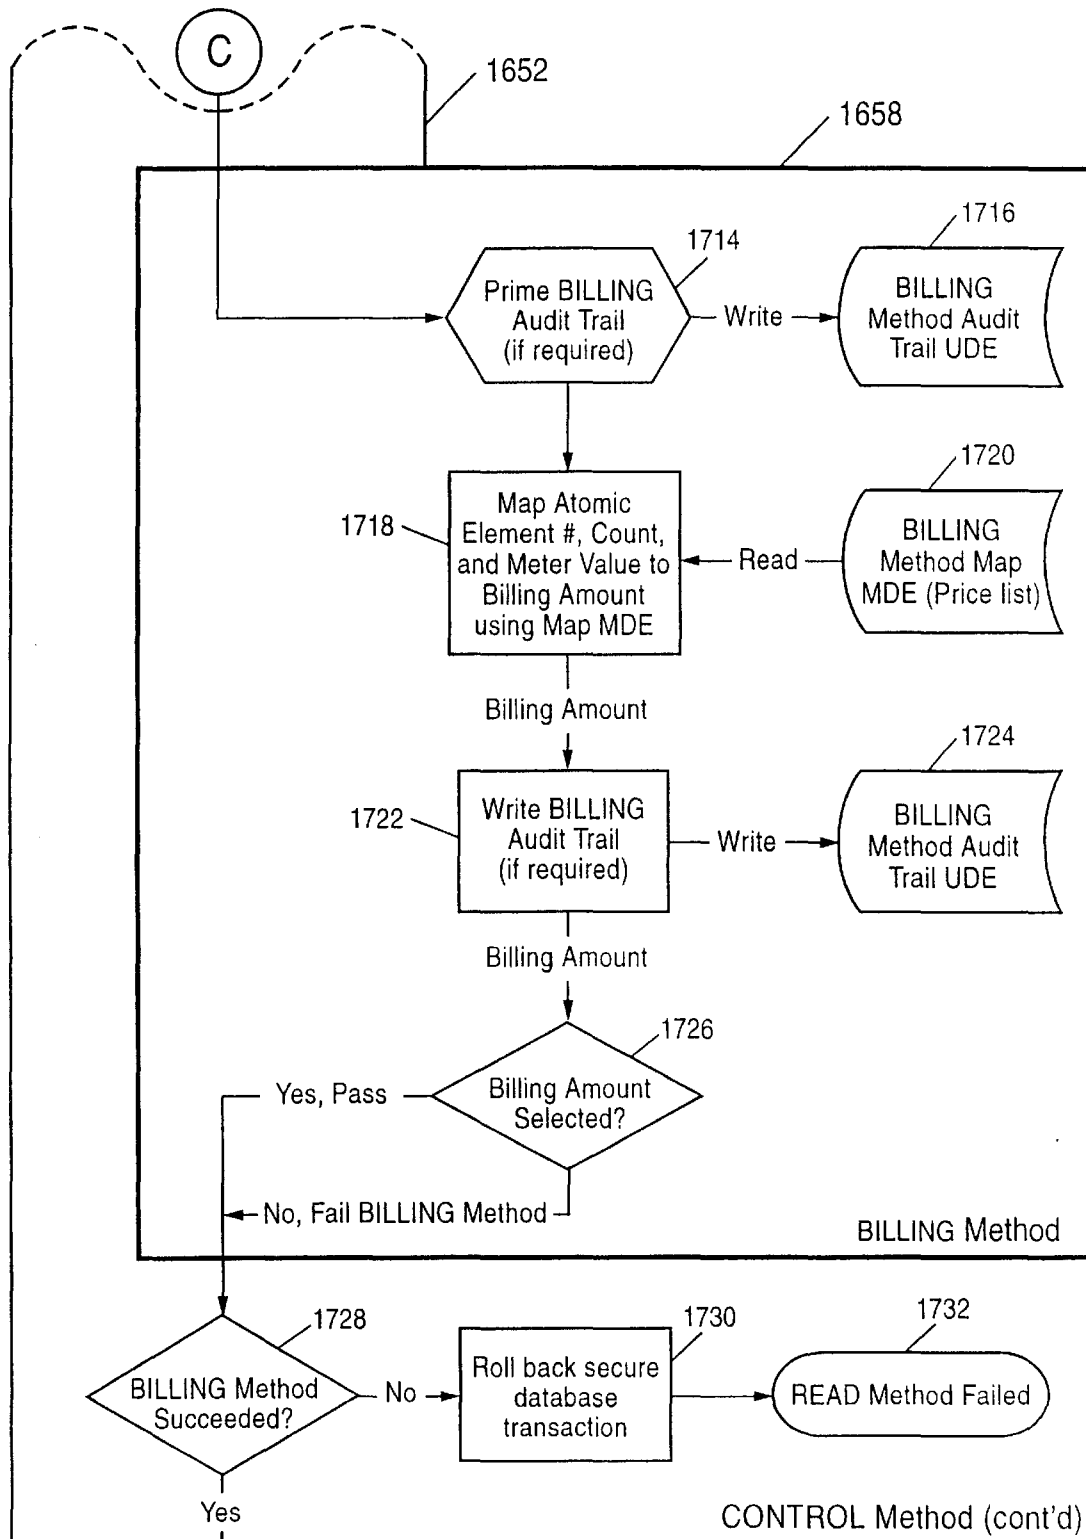 C
1652
1658
1714
1716
Prime BILLING
Audit Trail
(if required)
Write
BILLING
Method Audit
Trail UDE
1718
Map Atomic
Element #, Count,
and Meter Value to
Billing Amount
using Map MDE
Read
1720
BILLING
Method Map
MDE (Price list)
Billing Amount
1722
Write BILLING
Audit Trail
(if required)
Write
1724
BILLING
Method Audit
Trail UDE
Billing Amount
1726
Billing Amount
Selected?
Yes, Pass
No, Fail BILLING Method
BILLING Method
1728
BILLING Method
Succeeded?
No
1730
Roll back secure
database
transaction
1732
READ Method Failed
Yes
CONTROL Method (cont'd)